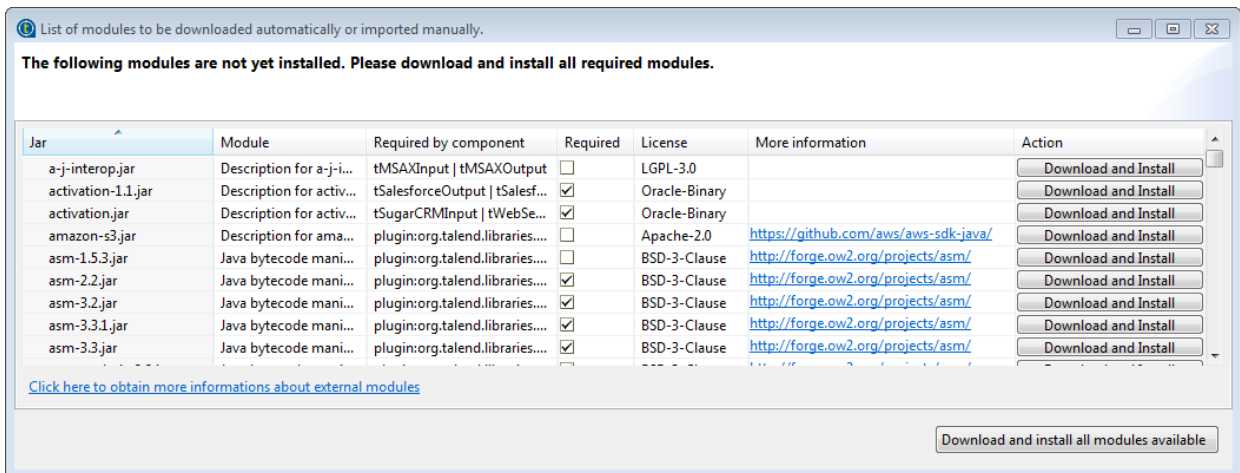 List of modules to be downloaded automatically or imported manually.
The following modules are not yet installed. Please download and install all required modules.
Jar Module Required by component Required License More information Action
a-j-interop.jar Description for a-j-i... tMSAXInput | tMSAXOutput LGPL-3.0 Download and Install
activation-1.1.jar Description for activ... tSalesforceOutput | tSalesf... Oracle-Binary Download and Install
activation.jar Description for activ... tSugarCRMInput | tWebSe... Oracle-Binary Download and Install
amazon-s3.jar Description for ama... plugin:org.talend.libraries.... Apache-2.0 https://github.com/aws/aws-sdk-java/ Download and Install
asm-1.5.3.jar Java bytecode mani... plugin:org.talend.libraries.... BSD-3-Clause http://forge.ow2.org/projects/asm/ Download and Install
asm-2.2.jar Java bytecode mani... plugin:org.talend.libraries.... BSD-3-Clause http://forge.ow2.org/projects/asm/ Download and Install
asm-3.2.jar Java bytecode mani... plugin:org.talend.libraries.... BSD-3-Clause http://forge.ow2.org/projects/asm/ Download and Install
asm-3.3.1.jar Java bytecode mani... plugin:org.talend.libraries.... BSD-3-Clause http://forge.ow2.org/projects/asm/ Download and Install
asm-3.3.jar Java bytecode mani... plugin:org.talend.libraries.... BSD-3-Clause http://forge.ow2.org/projects/asm/ Download and Install
Click here to obtain more informations about external modules
Download and install all modules available